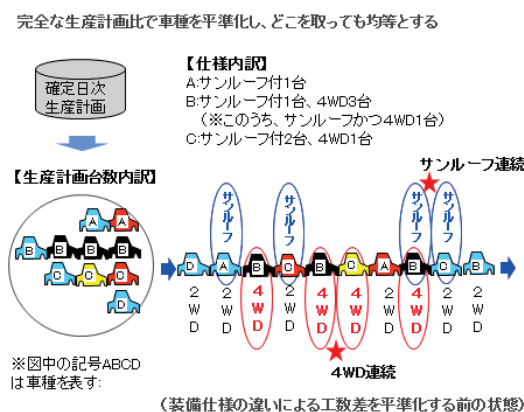 完全な生産計画比で車種を平準化し、どこを取っても均等とする
確定日次
生産計画
【仕様内訳】
A:サンルーフ付1台
B:サンルーフ付1台、4WD3台
(※このうち、サンルーフかつ4WD1台)
C:サンルーフ付2台、4WD1台
【生産計画台数内訳】
サンルーフ連続
A A
B B B B
C C C
D
サンルーフ サンルーフ サンルーフ サンルーフ
D A B C B C A B C B
2WD 2WD 4WD 2WD 4WD 4WD 2WD 4WD 2WD 2WD
4WD連続
※図中の記号ABCD
は車種を表す:
(装備仕様の違いによる工数差を平準化する前の状態)